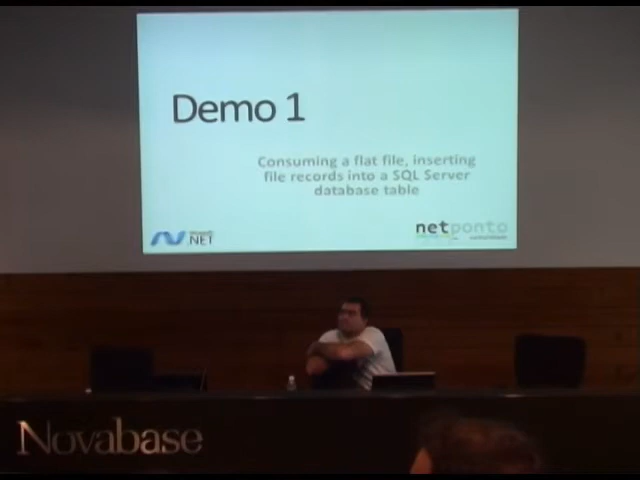 Demo 1
Consuming a flat file, inserting
file records into a SQL Server
database table
.NET
netponto
Novabase